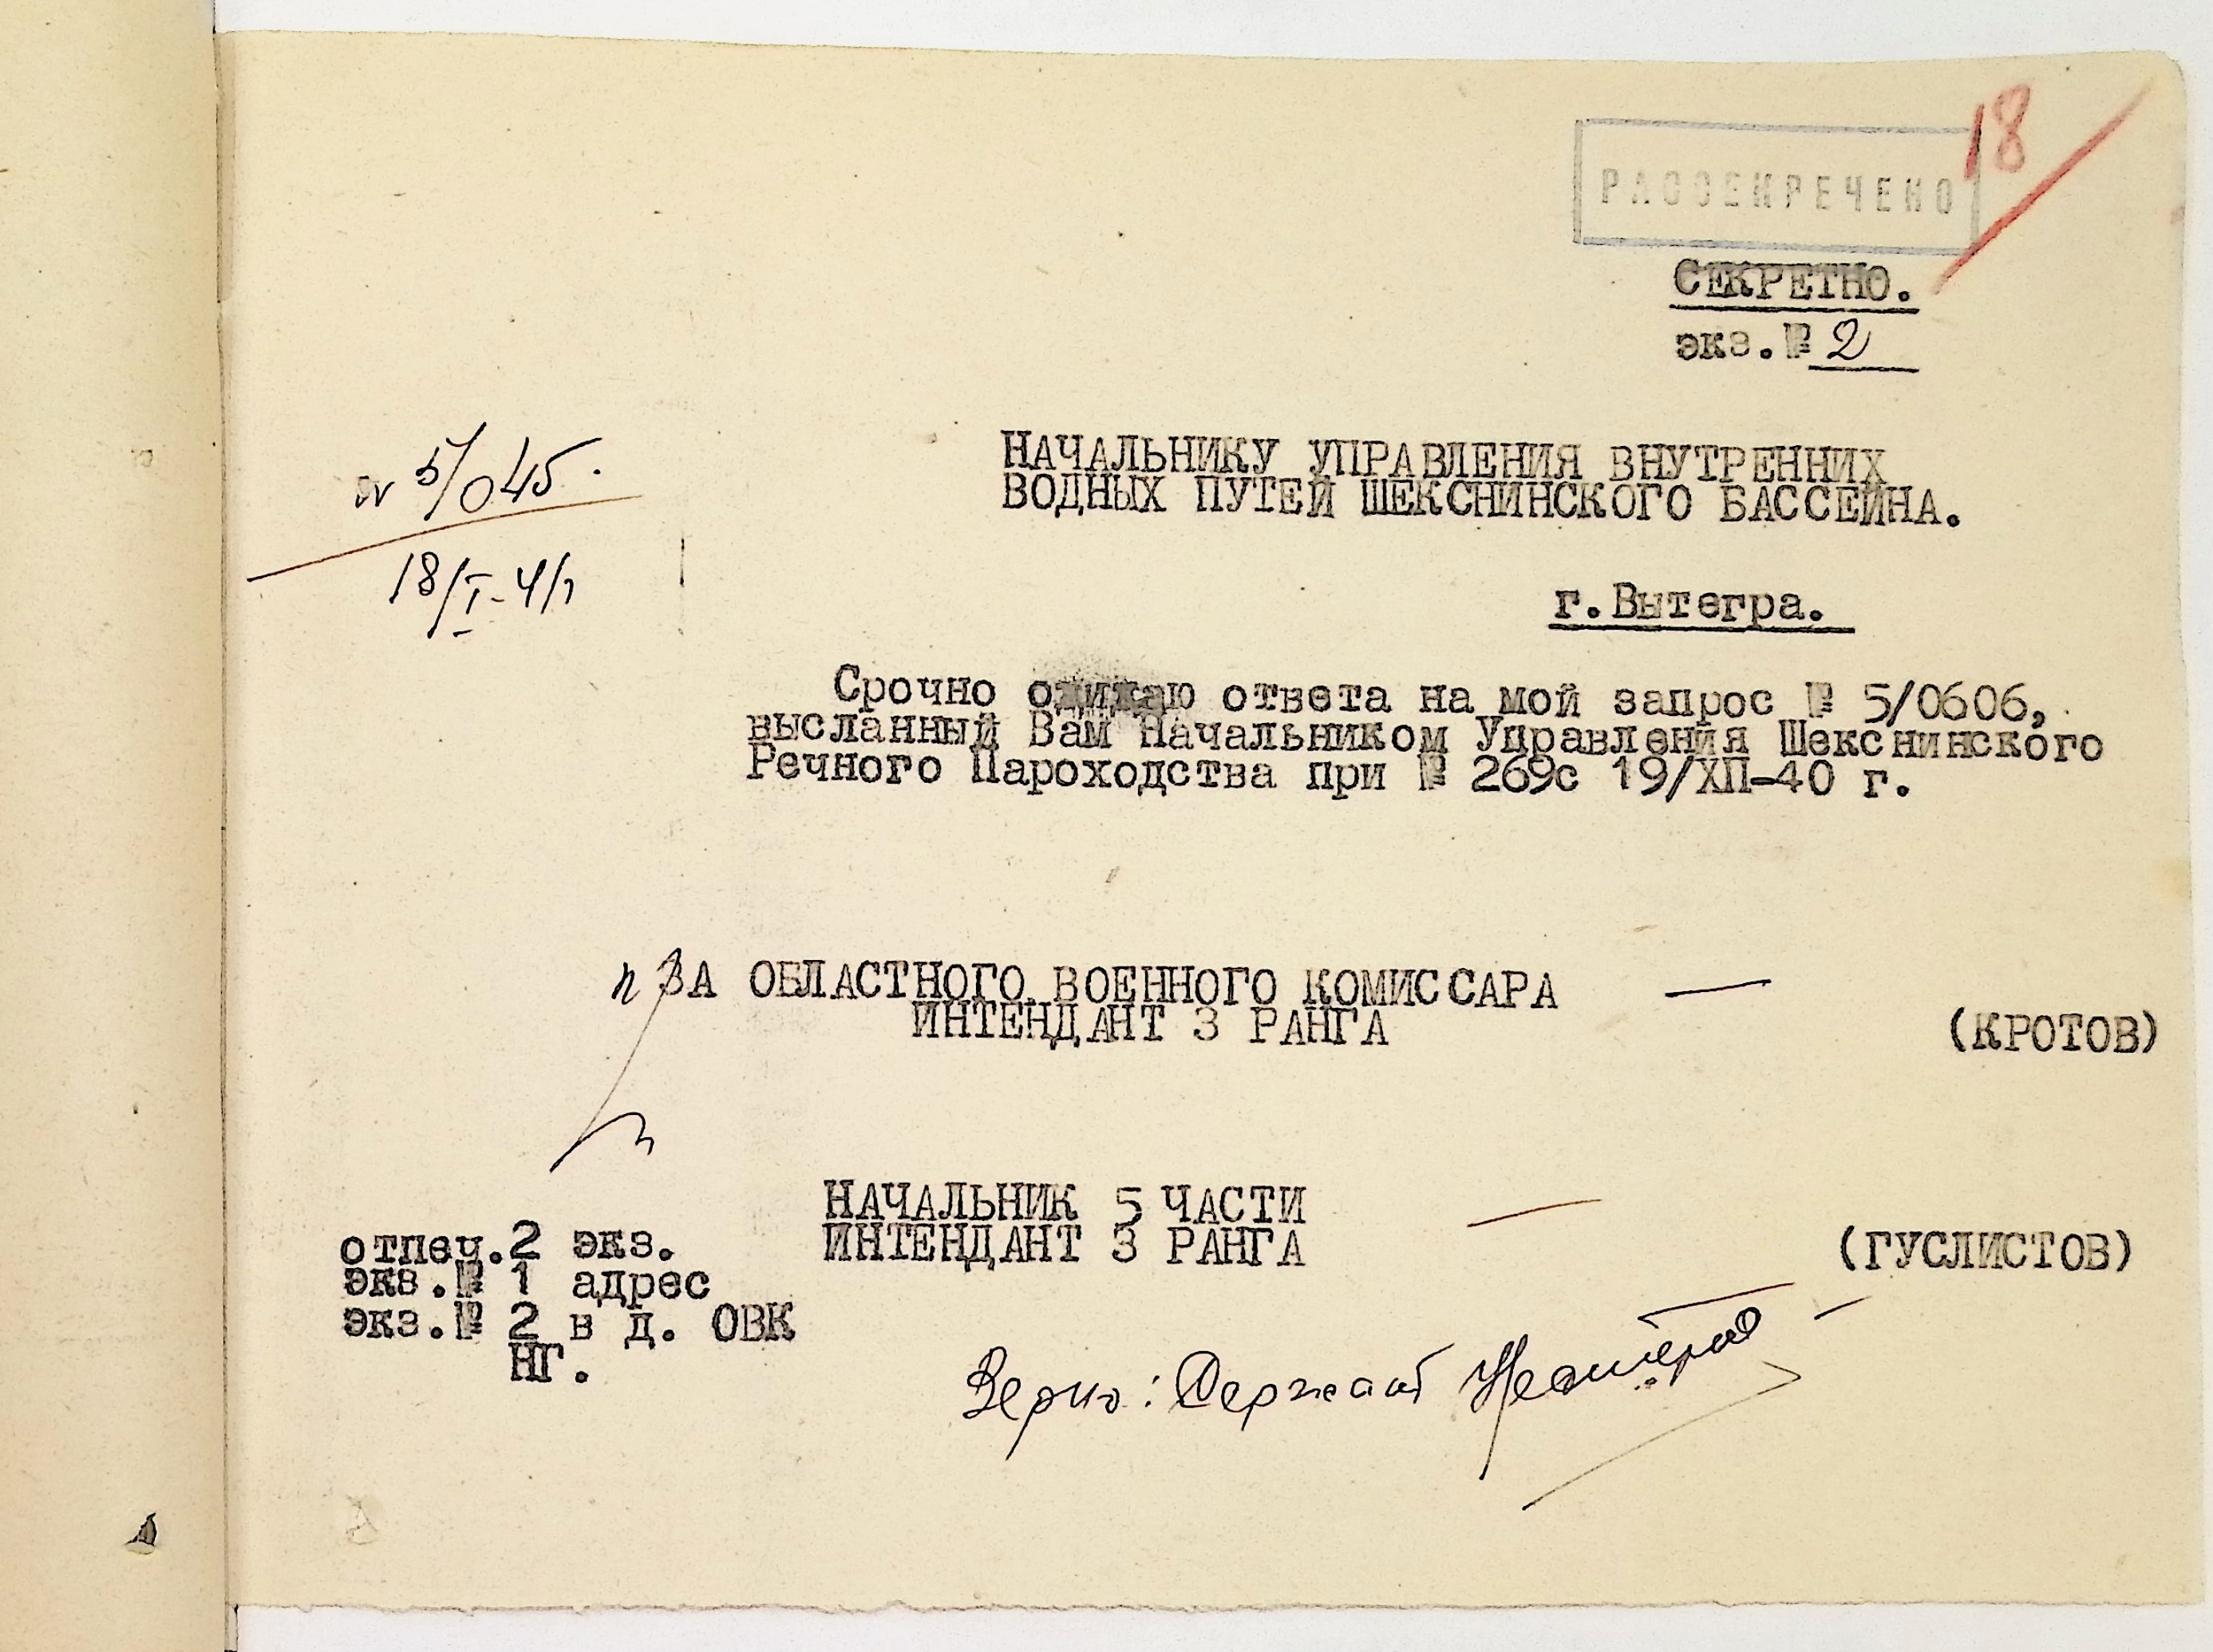 18
РАССЕКРЕЧЕНО
СЕКРЕТНО.
экз.№ 2
№ 5/045.
18/I-41г
НАЧАЛЬНИКУ УПРАВЛЕНИЯ ВНУТРЕННИХ
ВОДНЫХ ПУТЕЙ ШЕКСНИНСКОГО БАССЕЙНА.
г.Вытегра.
Срочно ожидаю ответа на мой запрос № 5/0606,
высланный Вам Начальником Управления Шекснинского
Речного Пароходства при № 269с 19/ХП-40 г.
п ЗА ОБЛАСТНОГО ВОЕННОГО КОМИССАРА
ИНТЕНДАНТ 3 РАНГА
(КРОТОВ)
НАЧАЛЬНИК 5 ЧАСТИ
ИНТЕНДАНТ 3 РАНГА
(ГУСЛИСТОВ)
отпеч.2 экз.
экз.№ 1 адрес
экз.№ 2 в д. ОВК
НГ.
Верно: Сержант